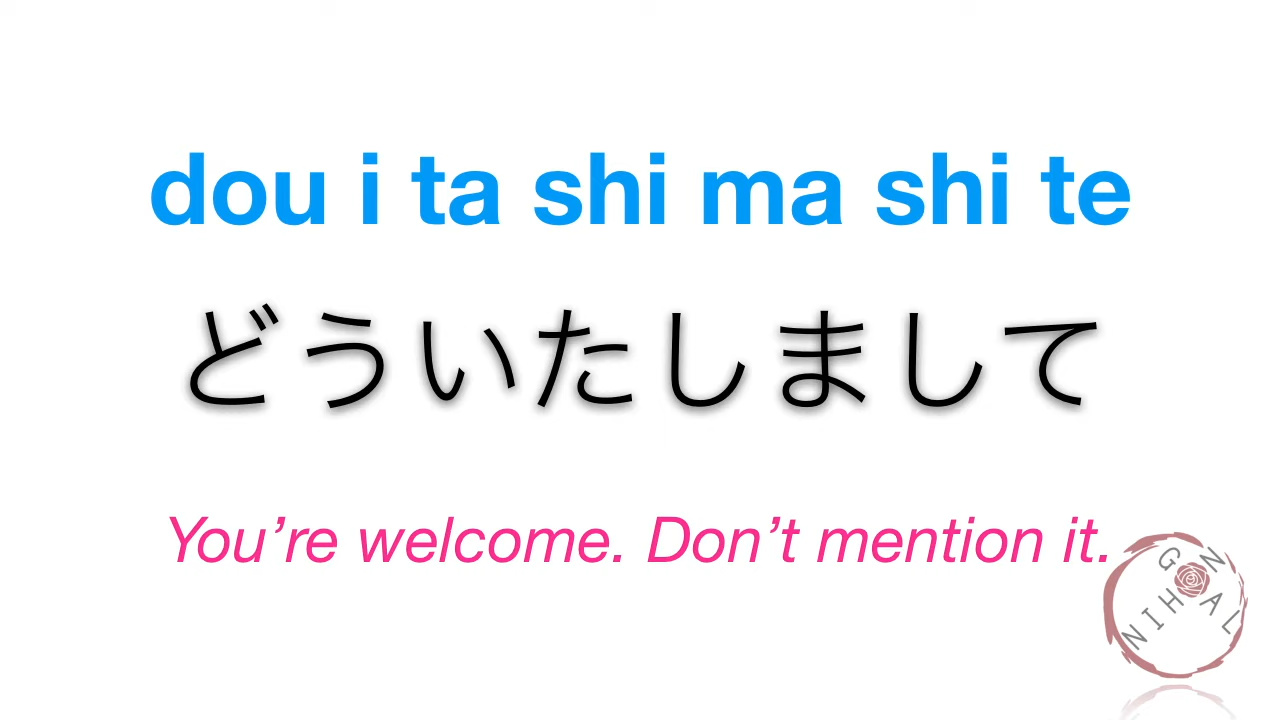 dou i ta shi ma shi te
どういたしまして
You’re welcome. Don’t mention it.
NIHONGAL